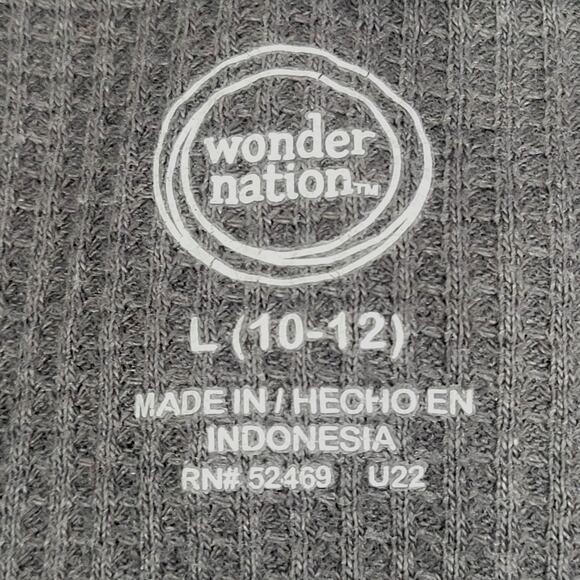 wonder
nation™
L (10-12)
MADE IN / HECHO EN
INDONESIA
RN# 52469 U22